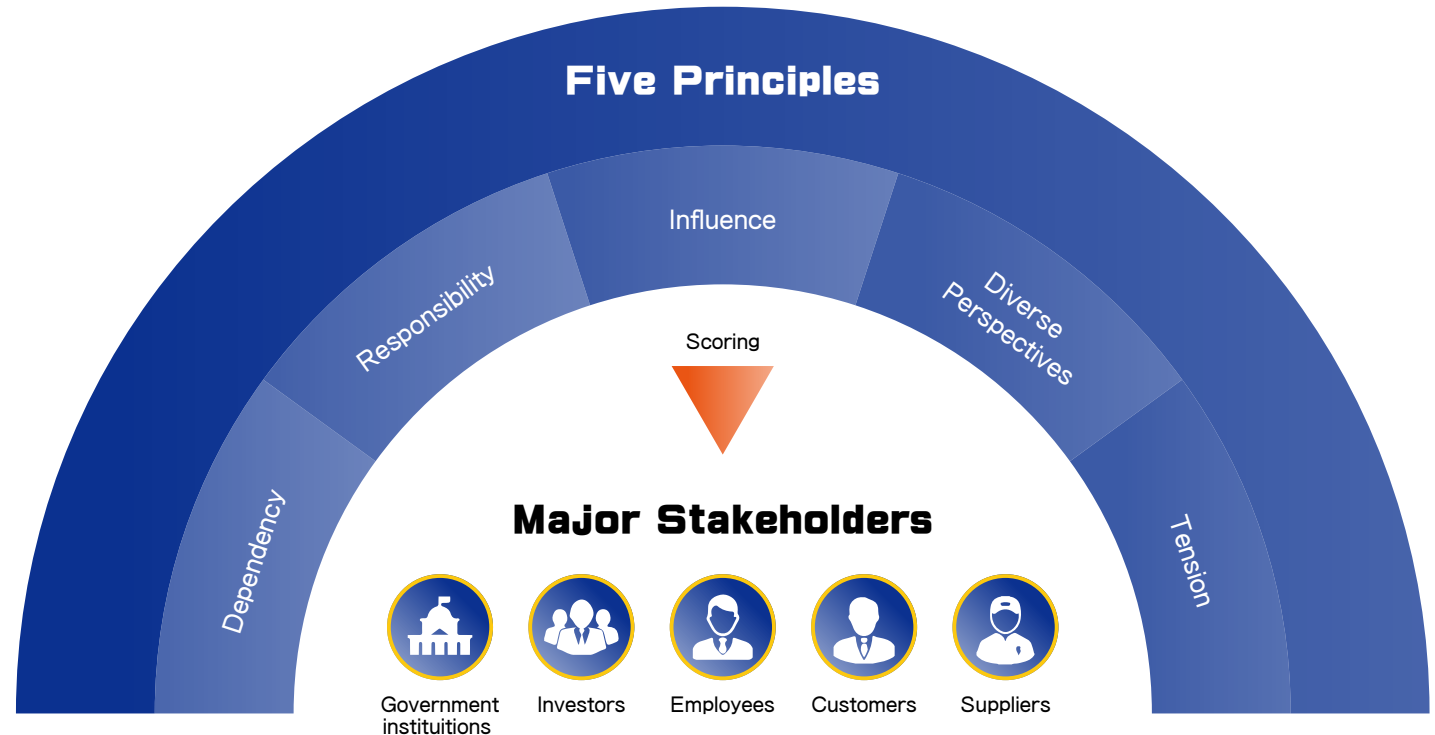 Five Principles
Dependency
Responsibility
Influence
Diverse
Perspectives
Tension
Scoring
Major Stakeholders
Government
instituitions
Investors
Employees
Customers
Suppliers